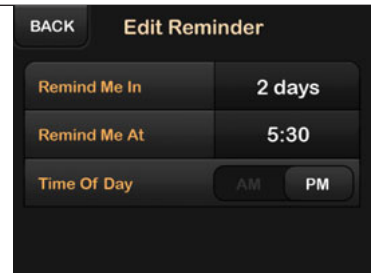 BACK Edit Reminder
Remind Me In 2 days
Remind Me At 5:30
Time Of Day AM PM